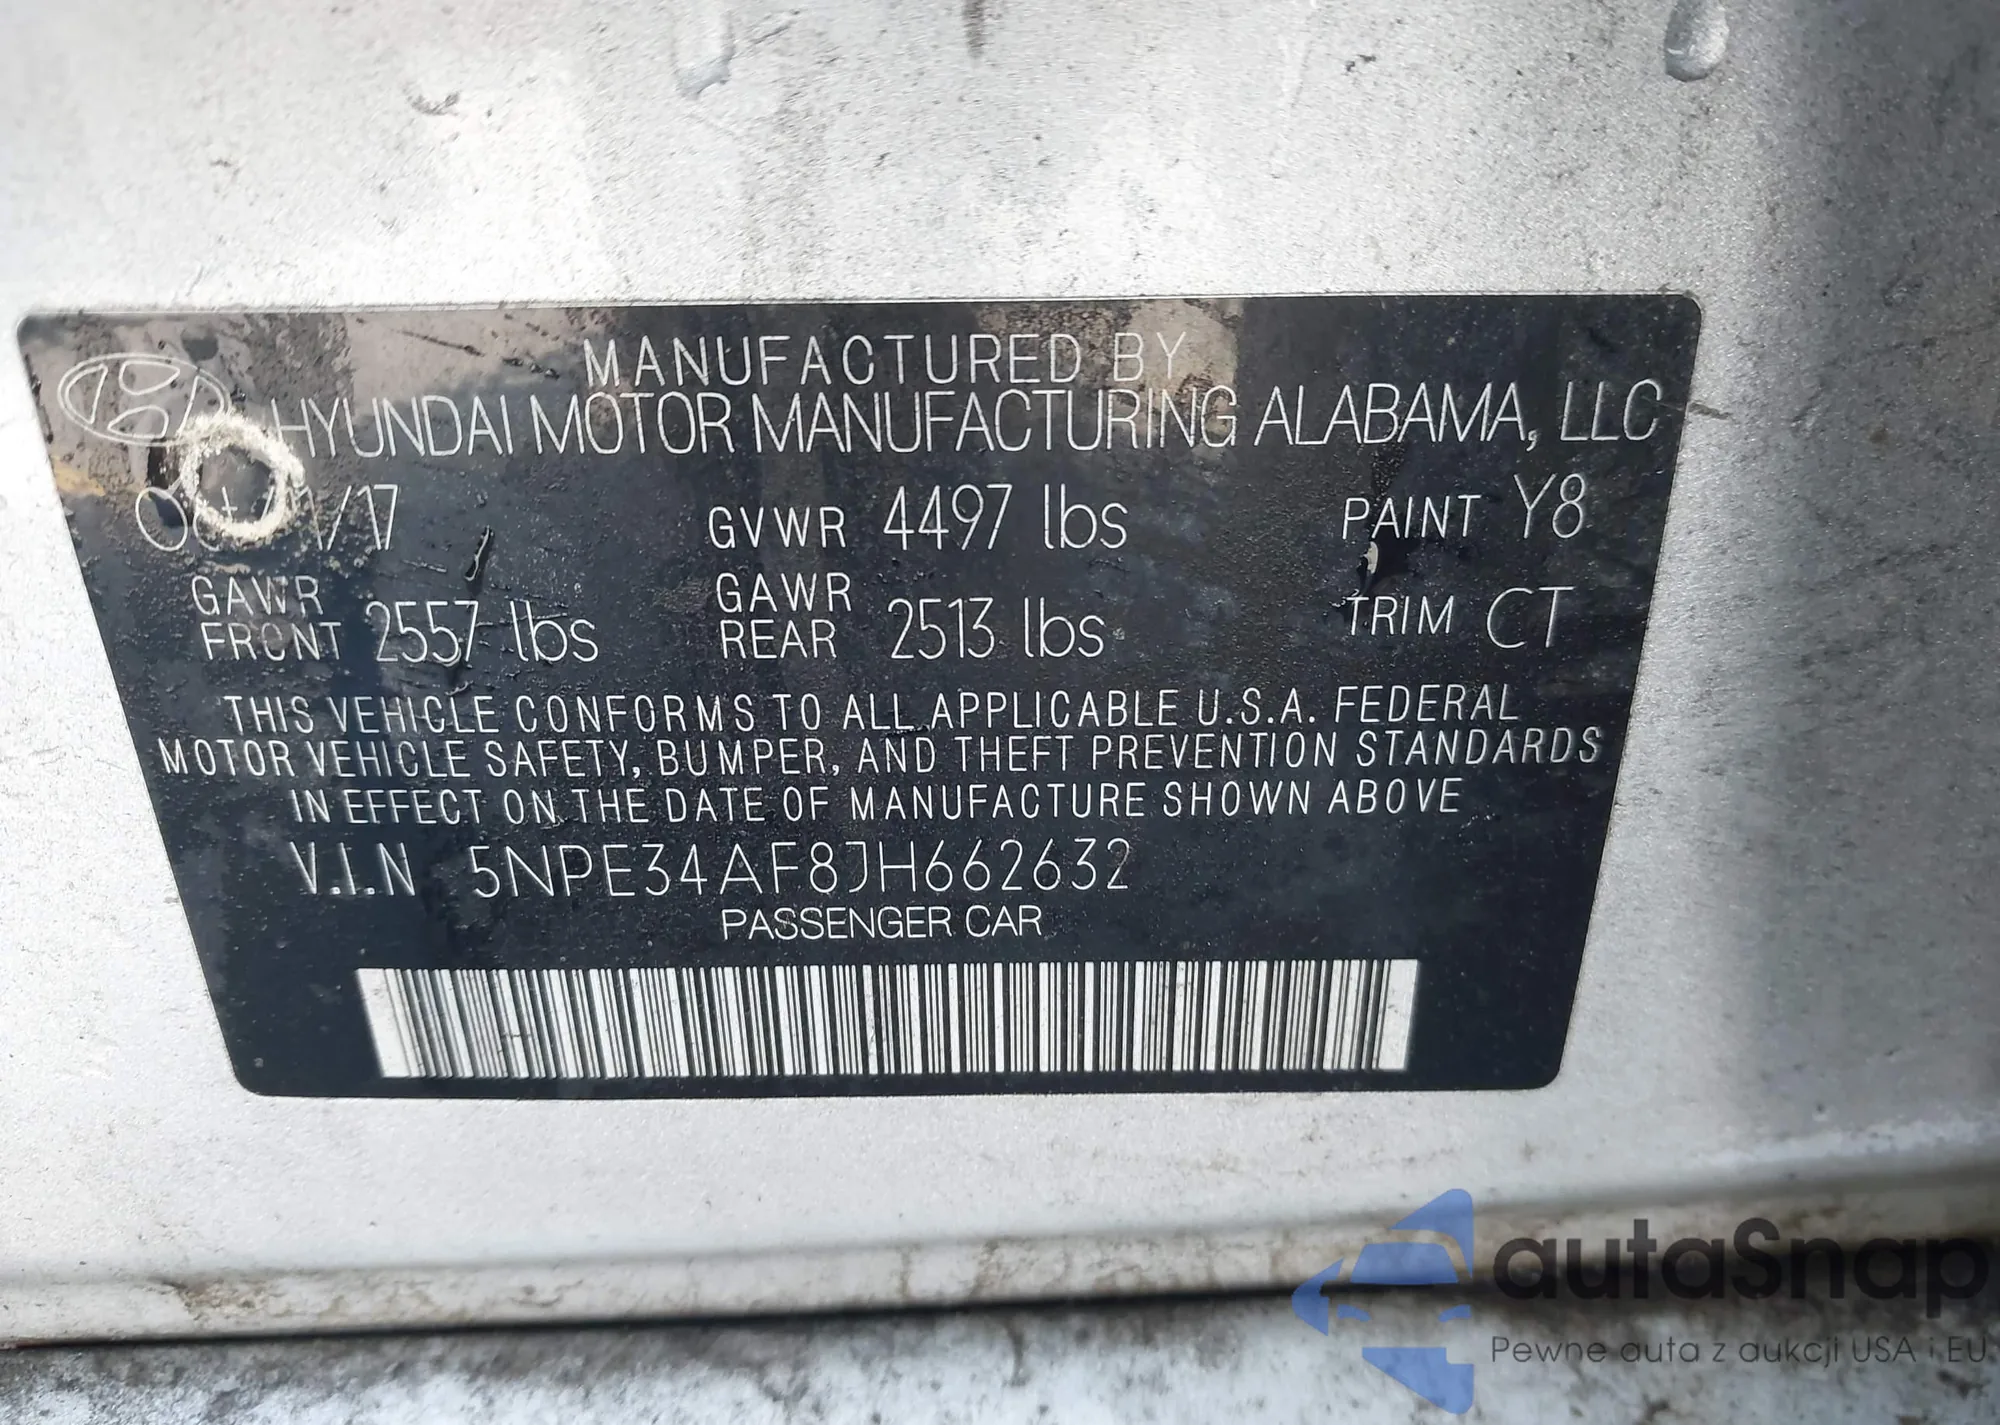 MANUFACTURED BY
HYUNDAI MOTOR MANUFACTURING ALABAMA, LLC
GVWR 4497 lbs PAINT Y8
GAWR FRONT 2557 lbs GAWR REAR 2513 lbs TRIM CT
THIS VEHICLE CONFORMS TO ALL APPLICABLE U.S.A. FEDERAL
MOTOR VEHICLE SAFETY, BUMPER, AND THEFT PREVENTION STANDARDS
IN EFFECT ON THE DATE OF MANUFACTURE SHOWN ABOVE
V.I.N 5NPE34AF8JH662632
PASSENGER CAR
autaSnap
Pewne auta z aukcji USA i EU